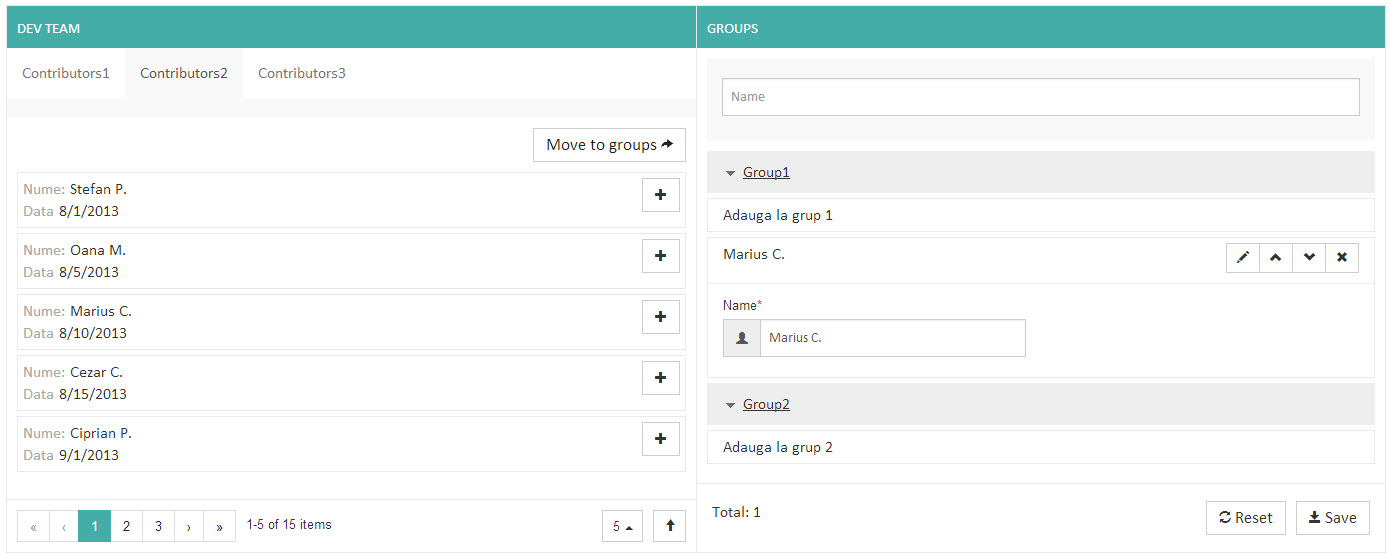 DEV TEAM
Contributors1 Contributors2 Contributors3
Move to groups
Nume: Stefan P.
Data 8/1/2013
Nume: Oana M.
Data 8/5/2013
Nume: Marius C.
Data 8/10/2013
Nume: Cezar C.
Data 8/15/2013
Nume: Ciprian P.
Data 9/1/2013
« ‹ 1 2 3 › » 1-5 of 15 items 5
GROUPS
Name
Group1
Adauga la grup 1
Marius C.
Name*
Marius C.
Group2
Adauga la grup 2
Total: 1 Reset Save